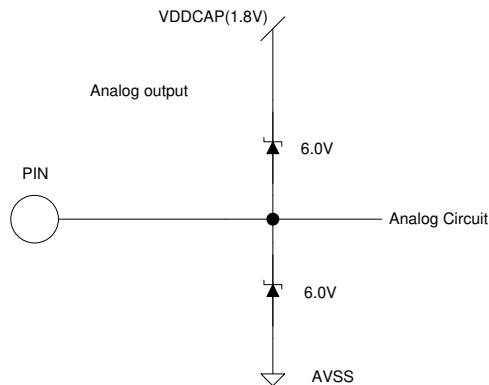 VDDCAP(1.8V)
Analog output
6.0V
PIN
Analog Circuit
6.0V
AVSS